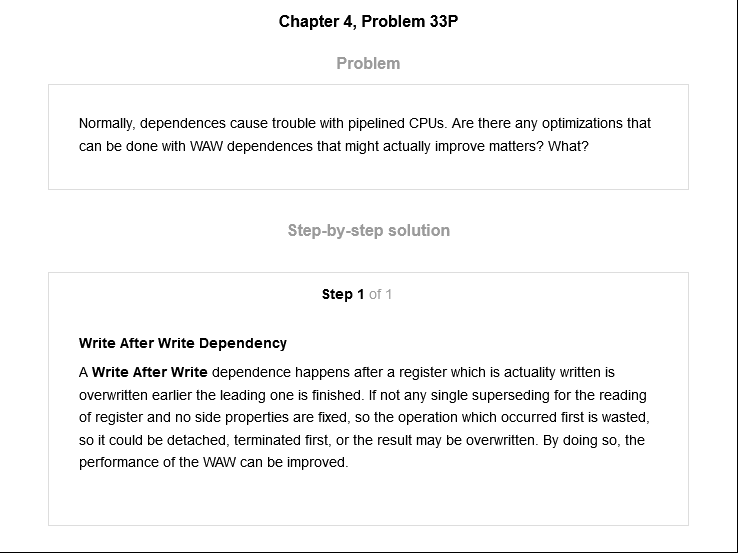 Chapter 4, Problem 33P
Problem
Normally, dependences cause trouble with pipelined CPUs. Are there any optimizations that
can be done with WAW dependences that might actually improve matters? What?
Step-by-step solution
Step 1 of 1
Write After Write Dependency
A Write After Write dependence happens after a register which is actuality written is
overwritten earlier the leading one is finished. If not any single superseding for the reading
of register and no side properties are fixed, so the operation which occurred first is wasted,
so it could be detached, terminated first, or the result may be overwritten. By doing so, the
performance of the WAW can be improved.